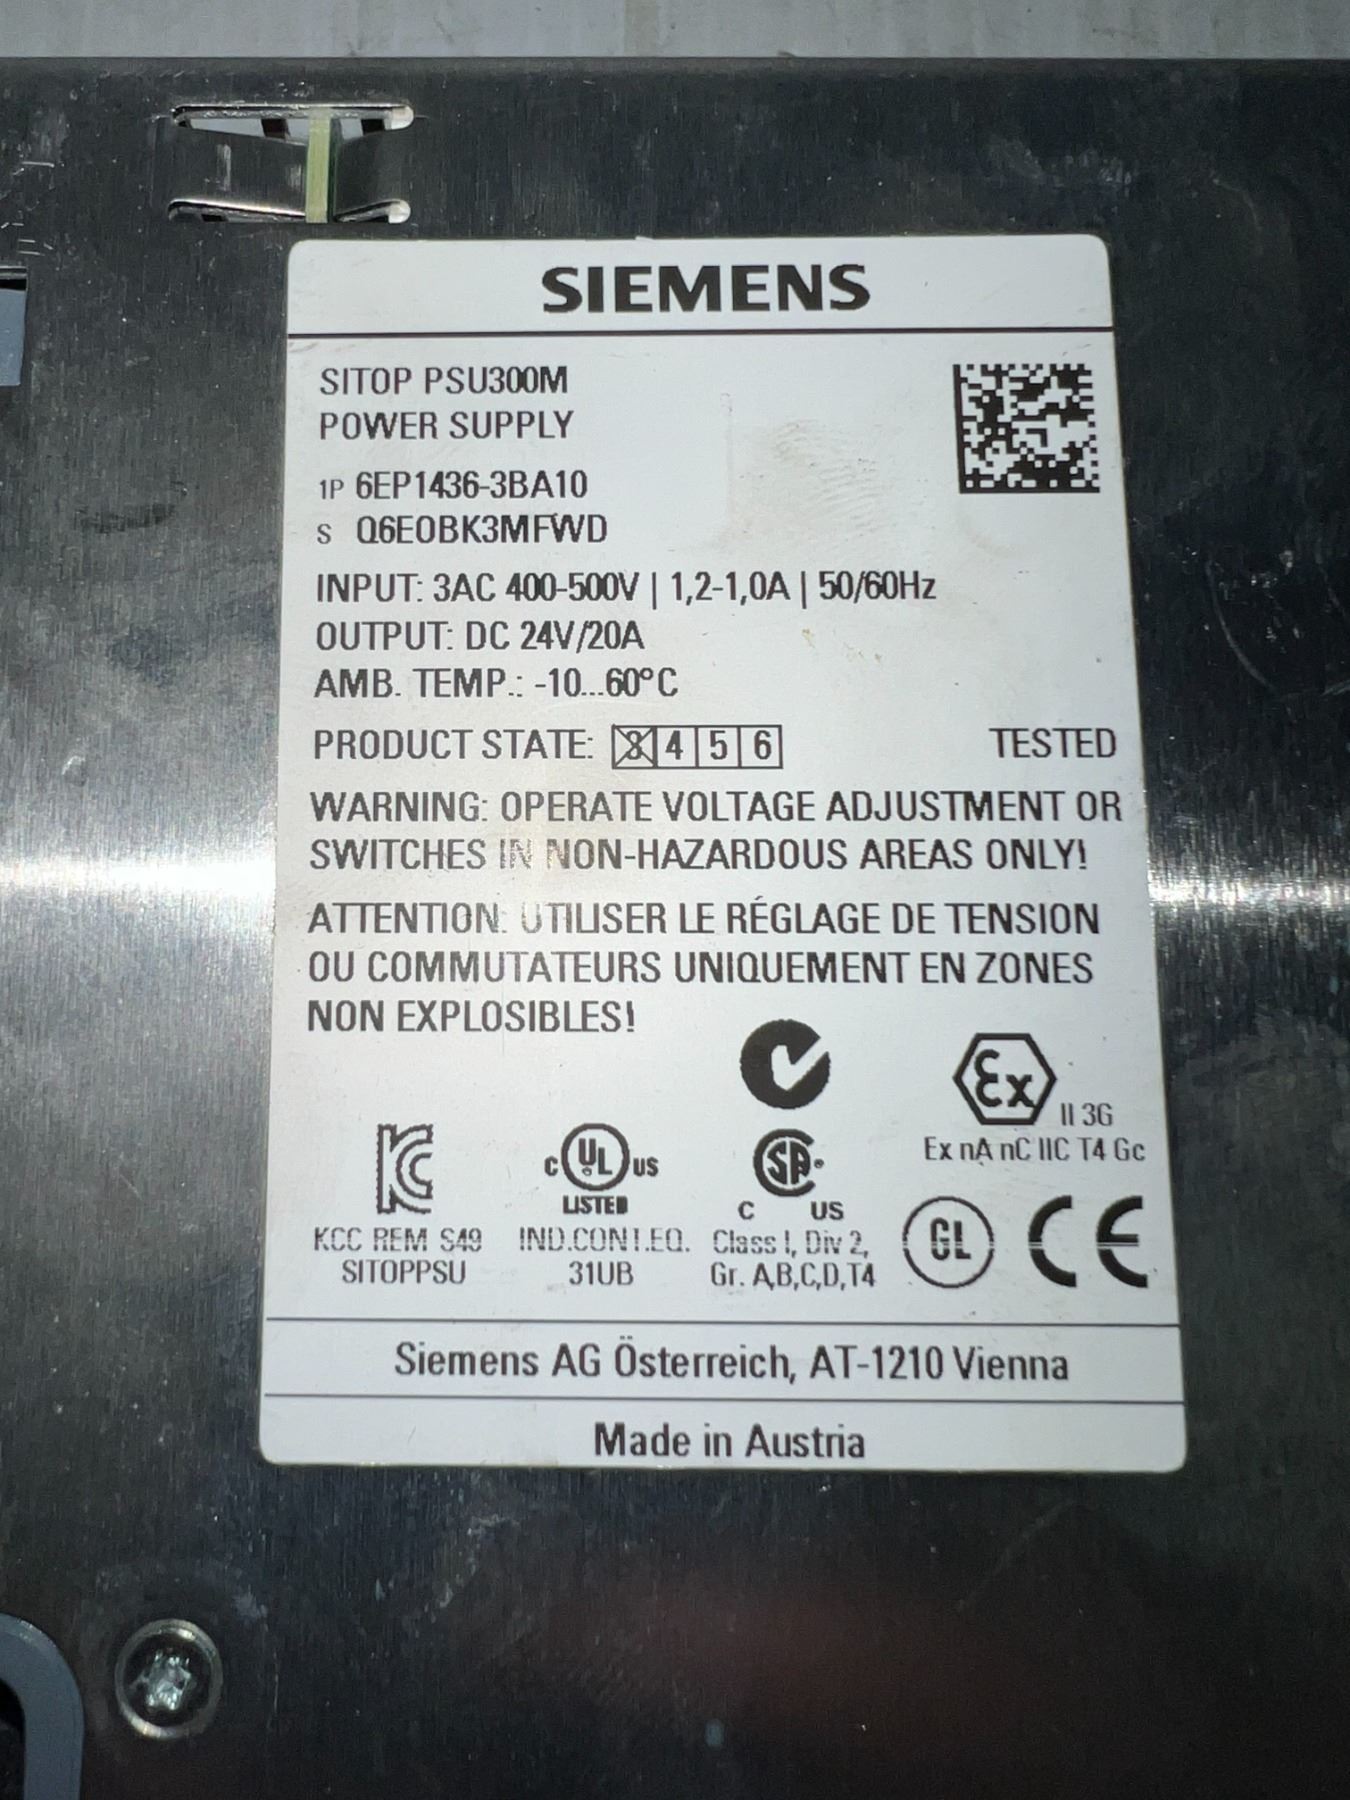 SIEMENS
SITOP PSU300M
POWER SUPPLY
1P 6EP1436-3BA10
S Q6E0BK3MFWD
INPUT: 3AC 400-500V | 1,2-1,0A | 50/60Hz
OUTPUT: DC 24V/20A
AMB. TEMP.: -10...60°C
PRODUCT STATE: 3 4 5 6 TESTED
WARNING: OPERATE VOLTAGE ADJUSTMENT OR
SWITCHES IN NON-HAZARDOUS AREAS ONLY!
ATTENTION: UTILISER LE RÉGLAGE DE TENSION
OU COMMUTATEURS UNIQUEMENT EN ZONES
NON EXPLOSIBLES!
Ex II 3G
Ex nA nC IIC T4 Gc
KCC REM S49
SITOPPSU
C UL US
LISTED
IND.CONT.EQ.
31UB
SA
C US
Class I, Div 2,
Gr. A,B,C,D,T4
GL CE
Siemens AG Österreich, AT-1210 Vienna
Made in Austria